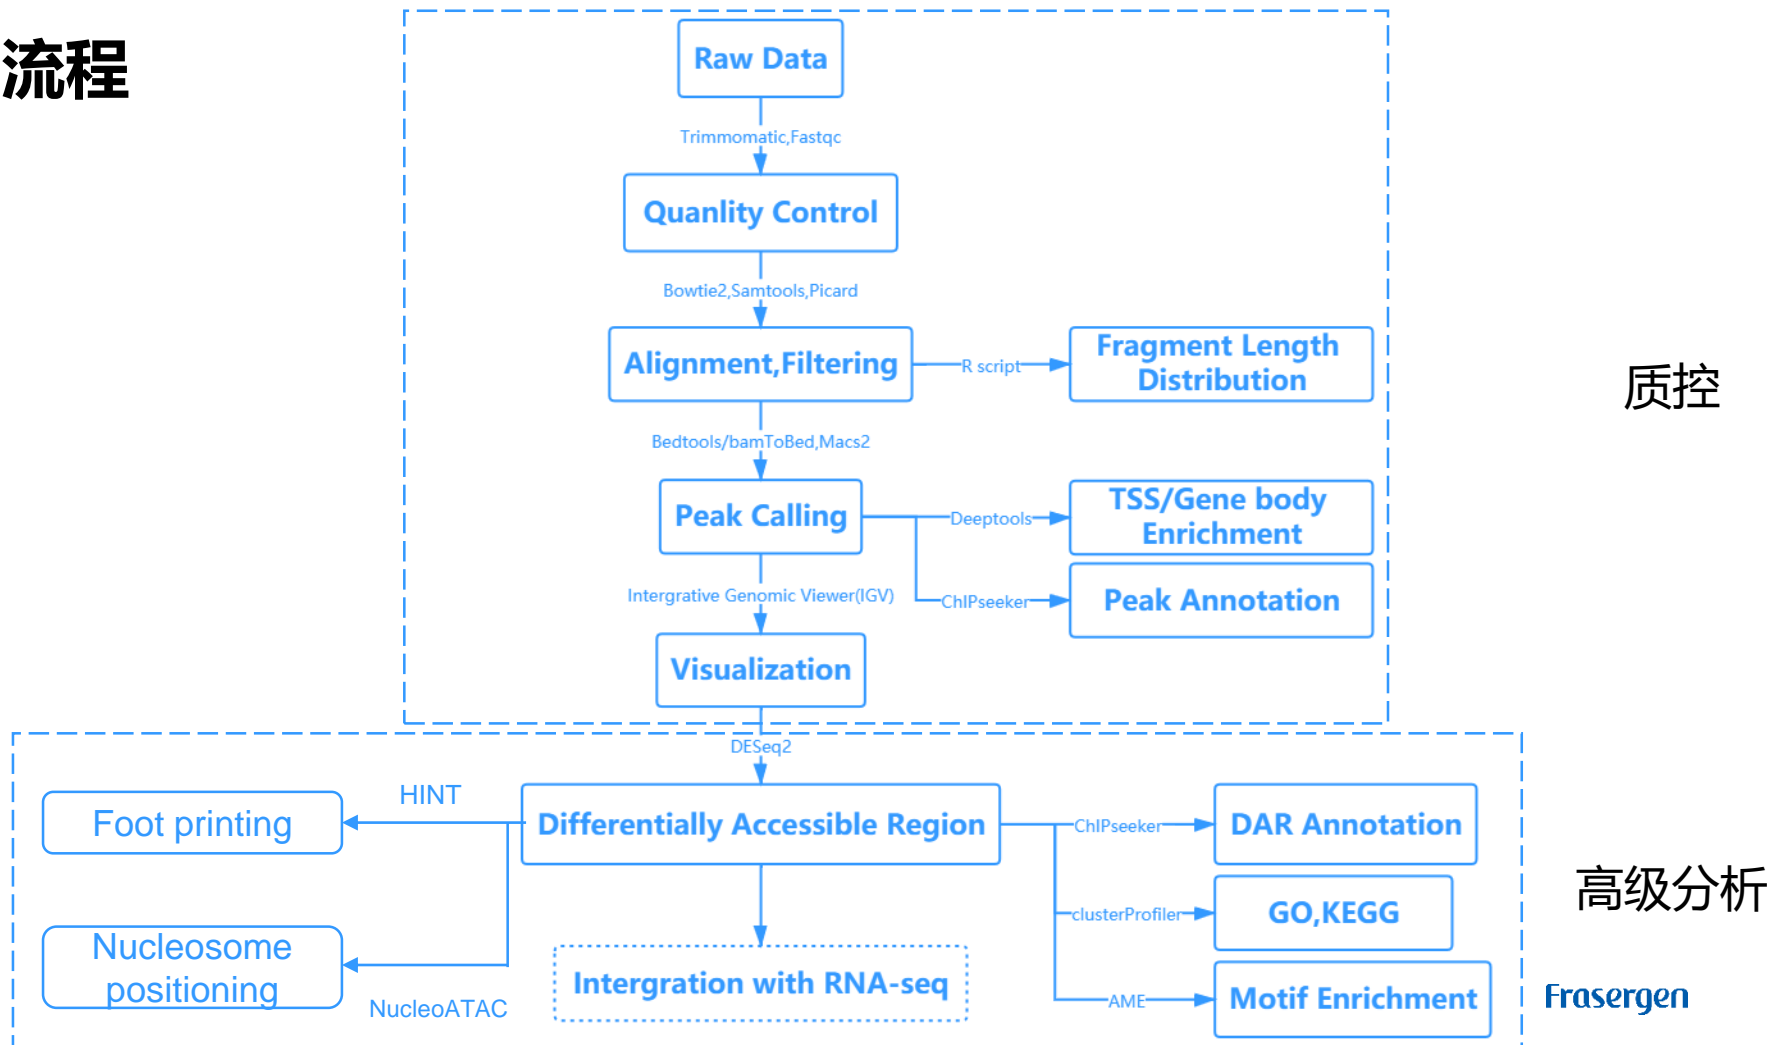 流程
Raw Data
Trimmomatic,Fastqc
Quanlity Control
Bowtie2,Samtools,Picard
Alignment,Filtering
R script
Fragment Length
Distribution
质控
Bedtools/bamToBed,Macs2
Peak Calling
Deeptools
TSS/Gene body
Enrichment
Intergrative Genomic Viewer(IGV)
ChIPseeker
Peak Annotation
Visualization
DESeq2
HINT
Foot printing
Differentially Accessible Region
ChIPseeker
DAR Annotation
高级分析
clusterProfiler
GO,KEGG
Nucleosome
positioning
NucleoATAC
Intergration with RNA-seq
AME
Motif Enrichment
Frasergen